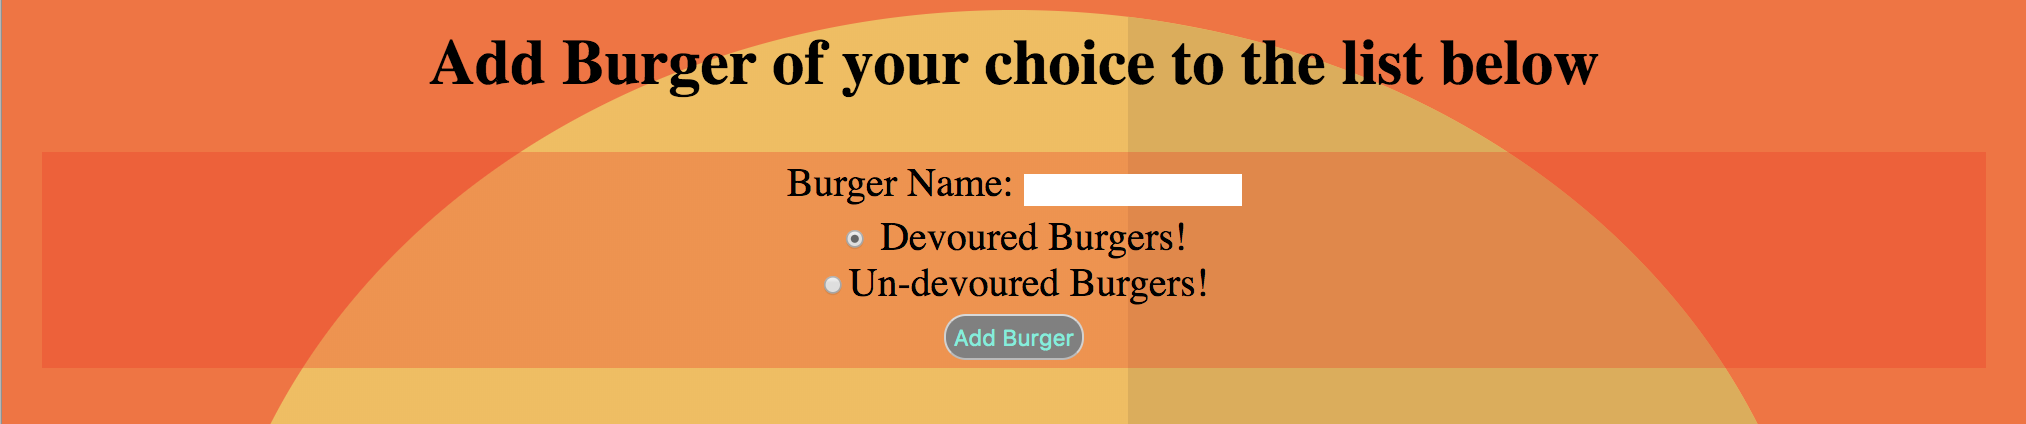 Add Burger of your choice to the list below
Burger Name:
Devoured Burgers!
Un-devoured Burgers!
Add Burger